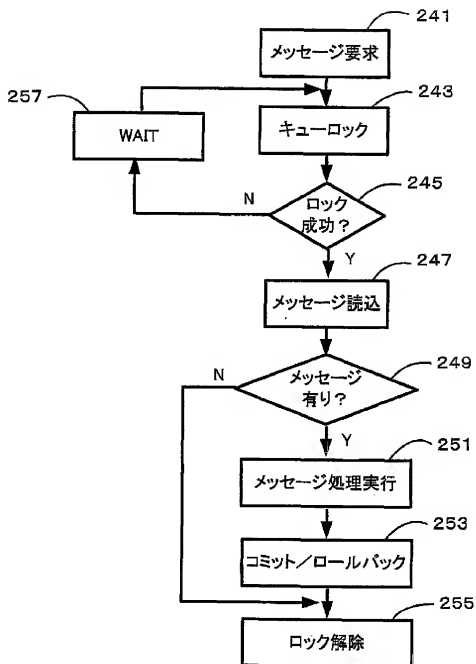 241
メッセージ要求
243
キューロック
257
WAIT
245
ロック
成功？
N
Y
247
メッセージ読込
249
メッセージ
有り？
N
Y
251
メッセージ処理実行
253
コミット／ロールバック
255
ロック解除